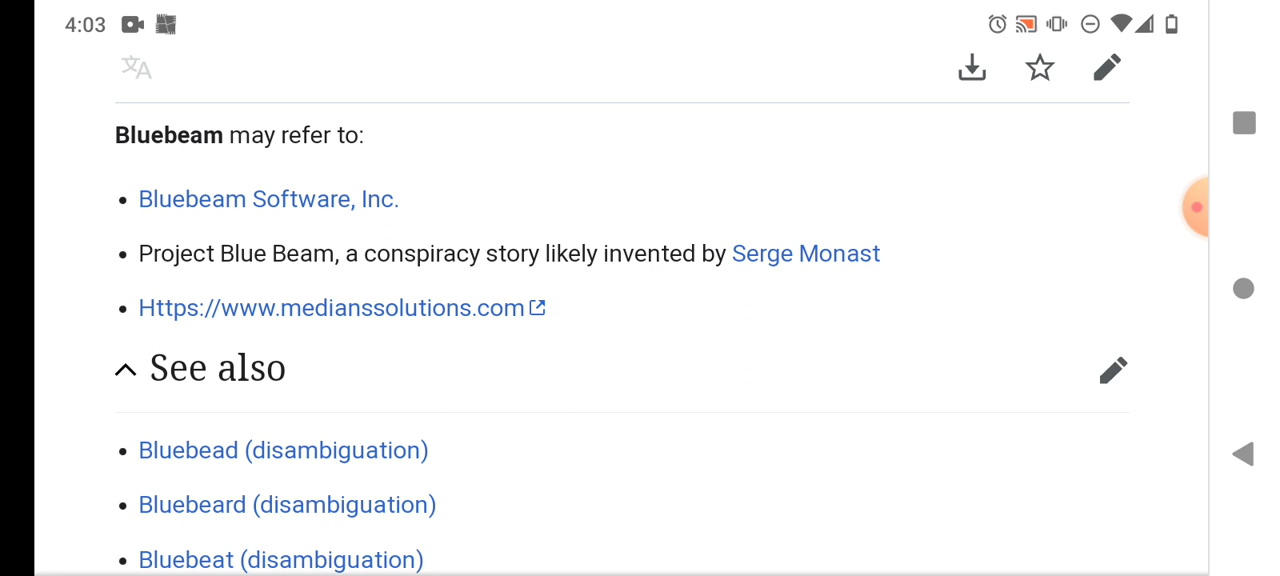 4:03
Bluebeam may refer to:
• Bluebeam Software, Inc.
• Project Blue Beam, a conspiracy story likely invented by Serge Monast
• Https://www.medianssolutions.com
See also
• Bluebead (disambiguation)
• Bluebeard (disambiguation)
• Bluebeat (disambiguation)